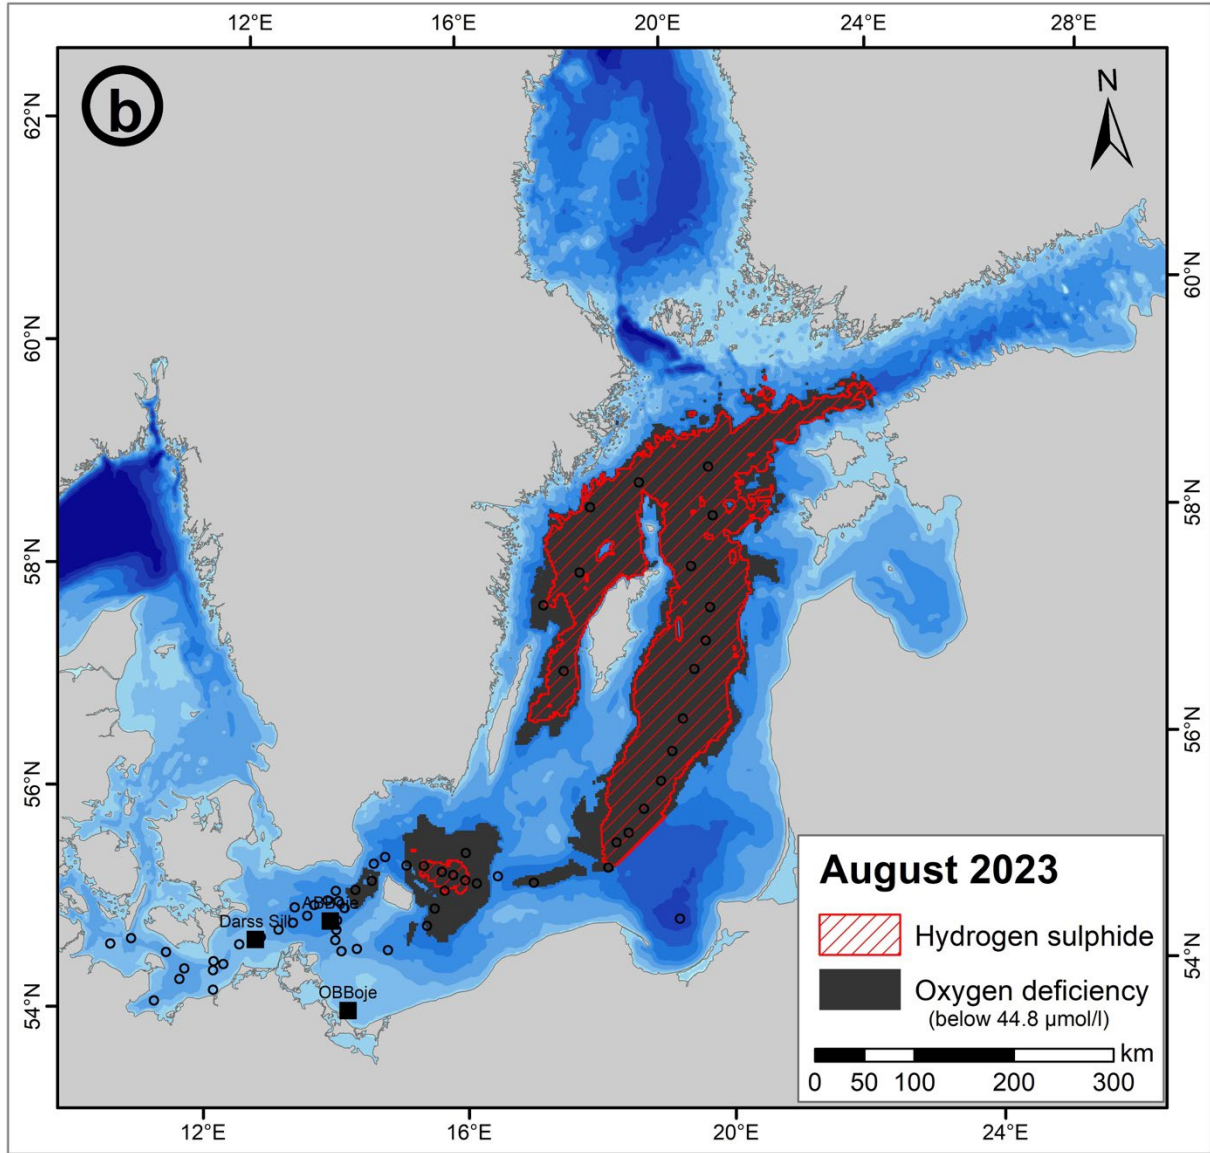 12°E 16°E 20°E 24°E 28°E
b
N
62°N
60°N
60°N
58°N
58°N
56°N
56°N
54°N
54°N
ABBoje
Darss Sill
OBBoje
August 2023
Hydrogen sulphide
Oxygen deficiency
(below 44.8 µmol/l)
km
0 50 100 200 300
12°E 16°E 20°E 24°E